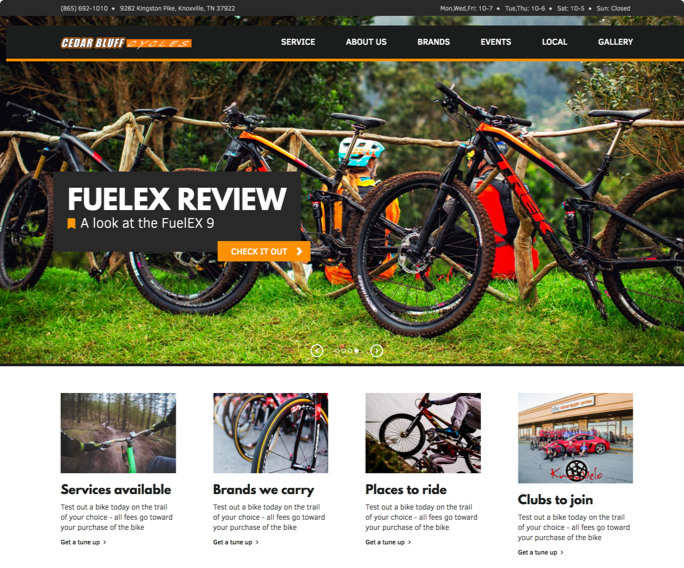 (865) 692-1010 • 9282 Kingston Pike, Knoxville, TN 37922
Mon,Wed,Fri: 10-7 • Tue,Thu: 10-6 • Sat: 10-5 • Sun: Closed
CEDAR BLUFF CYCLES
SERVICE
ABOUT US
BRANDS
EVENTS
LOCAL
GALLERY
TREK
FUELEX REVIEW
A look at the FuelEX 9
CHECK IT OUT
Services available
Test out a bike today on the trail
of your choice - all fees go toward
your purchase of the bike
Get a tune up
Brands we carry
Test out a bike today on the trail
of your choice - all fees go toward
your purchase of the bike
Get a tune up
Places to ride
Test out a bike today on the trail
of your choice - all fees go toward
your purchase of the bike
Get a tune up
Clubs to join
Test out a bike today on the trail
of your choice - all fees go toward
your purchase of the bike
Get a tune up